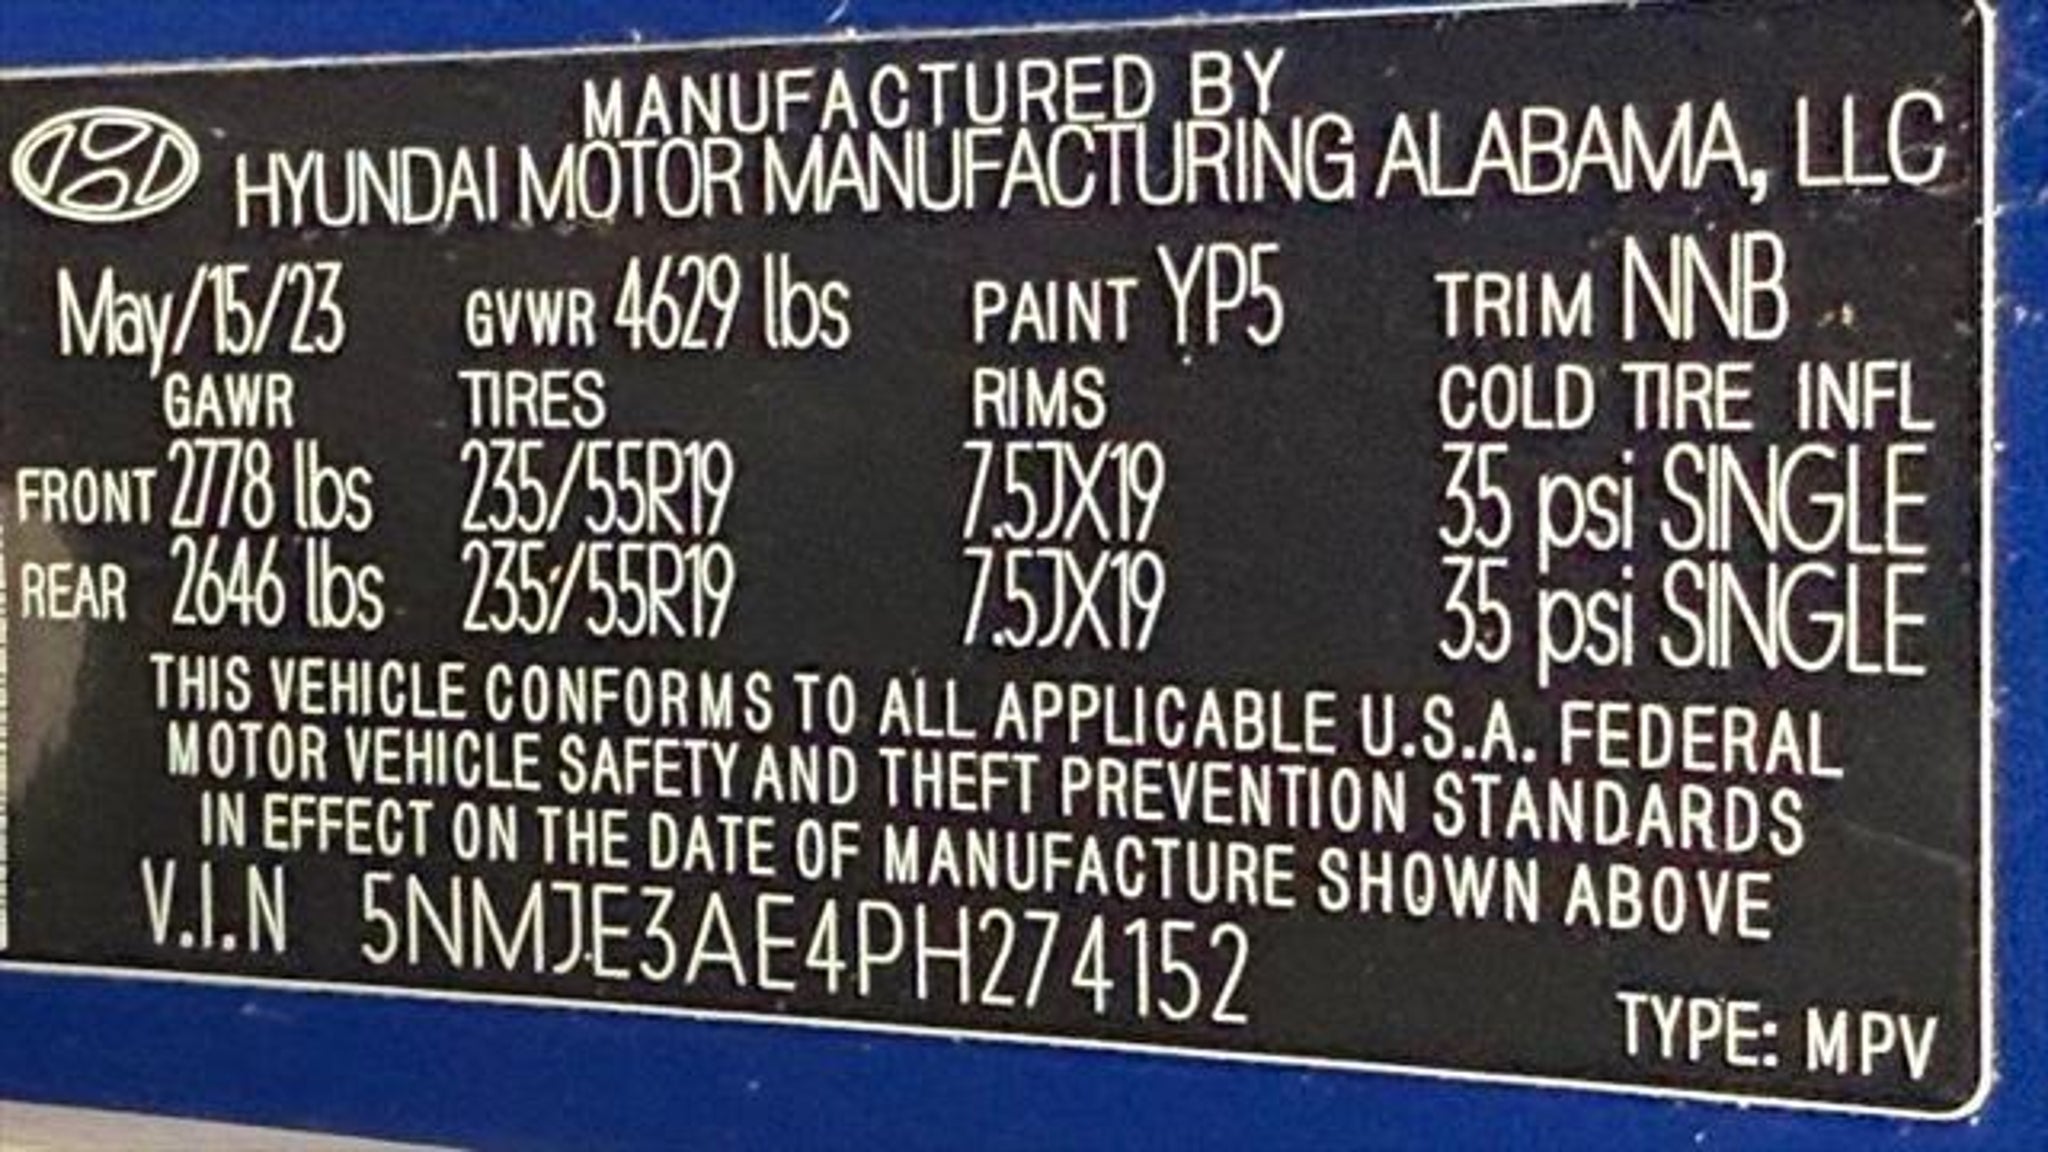 MANUFACTURED BY
HYUNDAI MOTOR MANUFACTURING ALABAMA, LLC
May/15/23 GVWR 4629 lbs PAINT YP5 TRIM NNB
GAWR TIRES RIMS COLD TIRE INFL
FRONT 2778 lbs 235/55R19 7.5JX19 35 psi SINGLE
REAR 2646 lbs 235/55R19 7.5JX19 35 psi SINGLE
THIS VEHICLE CONFORMS TO ALL APPLICABLE U.S.A. FEDERAL
MOTOR VEHICLE SAFETY AND THEFT PREVENTION STANDARDS
IN EFFECT ON THE DATE OF MANUFACTURE SHOWN ABOVE
V.I.N 5NMJE3AE4PH274152
TYPE: MPV